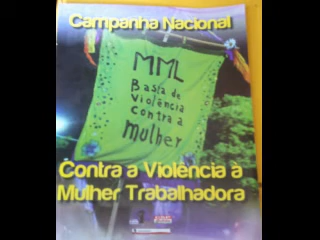 Campanha Nacional
MML
Basta de
Violência
contra a
mulher
Contra a Violência à
Mulher Trabalhadora